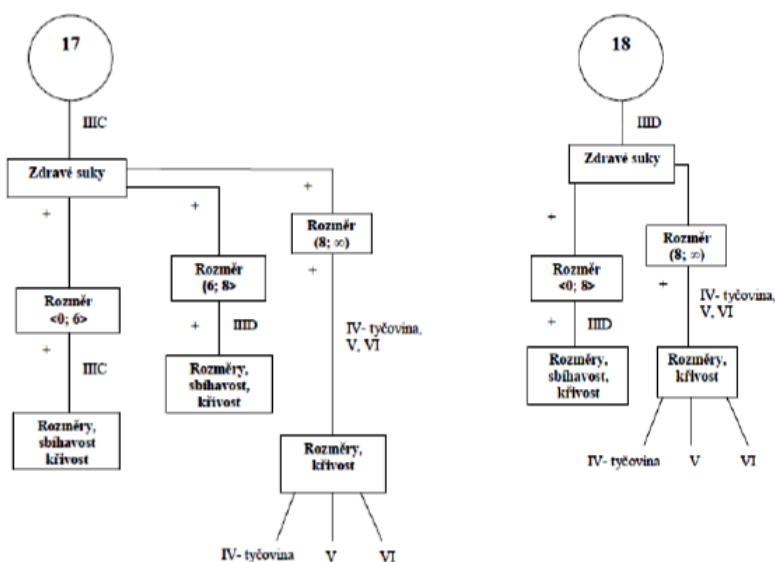 17
IIIC
Zdravé suky
+
+
+
Rozměr
(8; ∞)
+
Rozměr
(6; 8>
+
IIID
Rozměry,
sbíhavost,
křivost
Rozměr
<0; 6>
+
IIIC
Rozměry,
sbíhavost
křivost
IV- tyčovina,
V, VI
Rozměry,
křivost
IV- tyčovina
V
VI
18
IIID
Zdravé suky
+
+
Rozměr
<0; 8>
+
IIID
Rozměry,
sbíhavost,
křivost
Rozměr
(8; ∞)
+
IV- tyčovina,
V, VI
Rozměry,
křivost
IV- tyčovina
V
VI